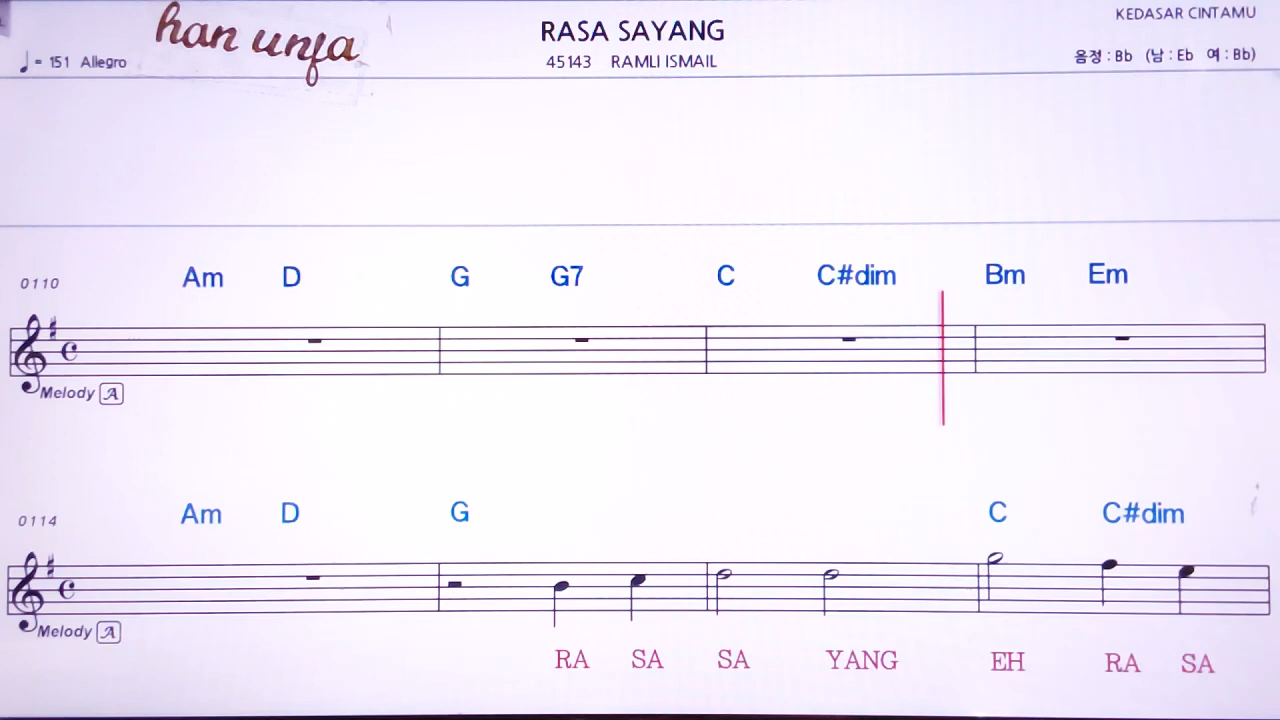 han unfa
RASA SAYANG
KEDASAR CINTAMU
= 151 Allegro
45143 RAMLI ISMAIL
음정 : Bb (남 : Eb 여 : Bb)
Am D G G7 C C#dim Bm Em
0110
Melody A
Am D G C C#dim
0114
Melody A
RA SA SA YANG EH RA SA